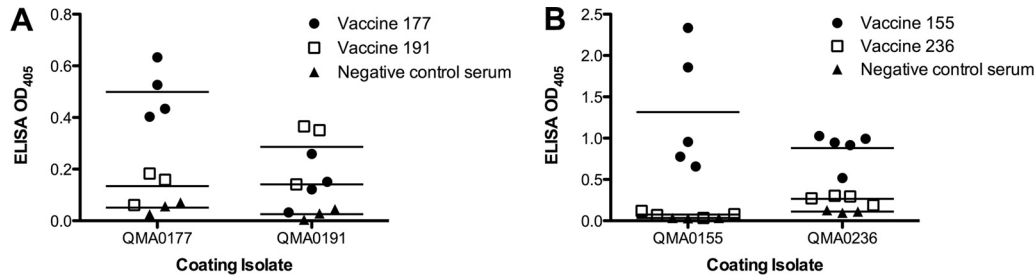 A
ELISA OD405
0.8
0.6
0.4
0.2
0.0
Vaccine 177
Vaccine 191
Negative control serum
QMA0177 QMA0191
Coating Isolate
B
ELISA OD405
2.5
2.0
1.5
1.0
0.5
0.0
Vaccine 155
Vaccine 236
Negative control serum
QMA0155 QMA0236
Coating Isolate